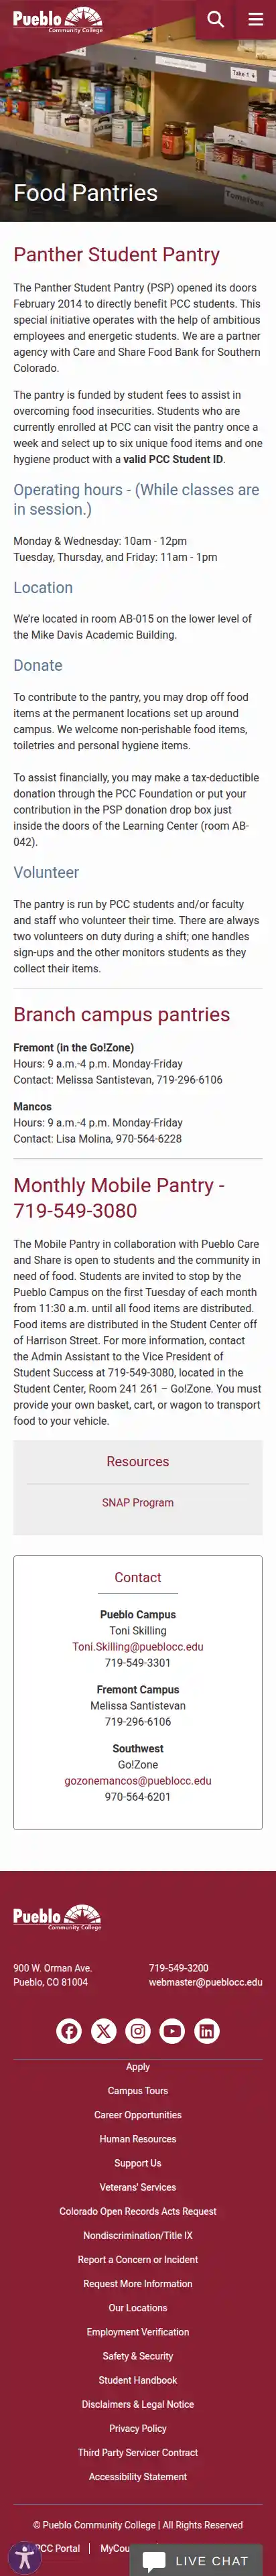 Pueblo
Community College
Take 1
Food Pantries
Panther Student Pantry
The Panther Student Pantry (PSP) opened its doors
February 2014 to directly benefit PCC students. This
special initiative operates with the help of ambitious
employees and energetic students. We are a partner
agency with Care and Share Food Bank for Southern
Colorado.
The pantry is funded by student fees to assist in
overcoming food insecurities. Students who are
currently enrolled at PCC can visit the pantry once a
week and select up to six unique food items and one
hygiene product with a valid PCC Student ID.
Operating hours - (While classes are
in session.)
Monday & Wednesday: 10am - 12pm
Tuesday, Thursday, and Friday: 11am - 1pm
Location
We're located in room AB-015 on the lower level of
the Mike Davis Academic Building.
Donate
To contribute to the pantry, you may drop off food
items at the permanent locations set up around
campus. We welcome non-perishable food items,
toiletries and personal hygiene items.
To assist financially, you may make a tax-deductible
donation through the PCC Foundation or put your
contribution in the PSP donation drop box just
inside the doors of the Learning Center (room AB-
042).
Volunteer
The pantry is run by PCC students and/or faculty
and staff who volunteer their time. There are always
two volunteers on duty during a shift; one handles
sign-ups and the other monitors students as they
collect their items.
Branch campus pantries
Fremont (in the Go!Zone)
Hours: 9 a.m.-4 p.m. Monday-Friday
Contact: Melissa Santistevan, 719-296-6106
Mancos
Hours: 9 a.m.-4 p.m. Monday-Friday
Contact: Lisa Molina, 970-564-6228
Monthly Mobile Pantry -
719-549-3080
The Mobile Pantry in collaboration with Pueblo Care
and Share is open to students and the community in
need of food. Students are invited to stop by the
Pueblo Campus on the first Tuesday of each month
from 11:30 a.m. until all food items are distributed.
Food items are distributed in the Student Center off
of Harrison Street. For more information, contact
the Admin Assistant to the Vice President of
Student Success at 719-549-3080, located in the
Student Center, Room 241 261 – Go!Zone. You must
provide your own basket, cart, or wagon to transport
food to your vehicle.
Resources
SNAP Program
Contact
Pueblo Campus
Toni Skilling
Toni.Skilling@pueblocc.edu
719-549-3301
Fremont Campus
Melissa Santistevan
719-296-6106
Southwest
Go!Zone
gozonemancos@pueblocc.edu
970-564-6201
Pueblo
Community College
900 W. Orman Ave.
Pueblo, CO 81004
719-549-3200
webmaster@pueblocc.edu
Apply
Campus Tours
Career Opportunities
Human Resources
Support Us
Veterans' Services
Colorado Open Records Acts Request
Nondiscrimination/Title IX
Report a Concern or Incident
Request More Information
Our Locations
Employment Verification
Safety & Security
Student Handbook
Disclaimers & Legal Notice
Privacy Policy
Third Party Servicer Contract
Accessibility Statement
© Pueblo Community College | All Rights Reserved
PCC Portal
MyCou
LIVE CHAT